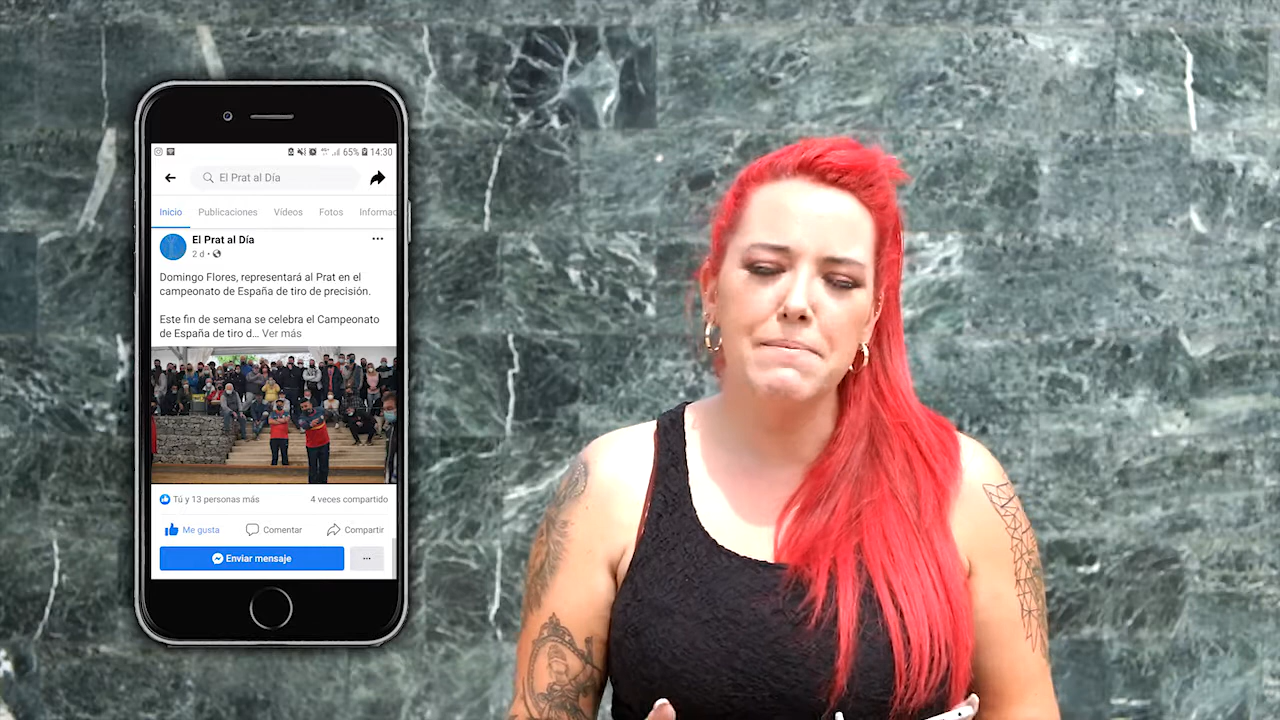 65% 14:30
El Prat al Día
Inicio Publicaciones Vídeos Fotos Informac
El Prat al Día
2 d
Domingo Flores, representará al Prat en el
campeonato de España de tiro de precisión.
Este fin de semana se celebra el Campeonato
de España de tiro d... Ver más
Tú y 13 personas más 4 veces compartido
Me gusta Comentar Compartir
Enviar mensaje